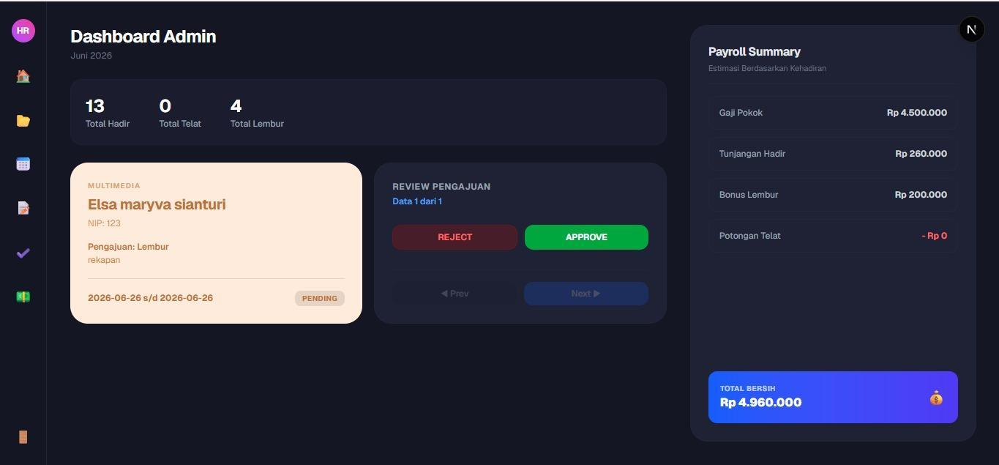 HR
Dashboard Admin
Juni 2026
13
Total Hadir
0
Total Telat
4
Total Lembur
MULTIMEDIA
Elsa maryva sianturi
NIP: 123
Pengajuan: Lembur
rekapan
2026-06-26 s/d 2026-06-26
PENDING
REVIEW PENGAJUAN
Data 1 dari 1
REJECT
APPROVE
◀ Prev
Next ▶
N
Payroll Summary
Estimasi Berdasarkan Kehadiran
Gaji Pokok
Rp 4.500.000
Tunjangan Hadir
Rp 260.000
Bonus Lembur
Rp 200.000
Potongan Telat
- Rp 0
TOTAL BERSIH
Rp 4.960.000